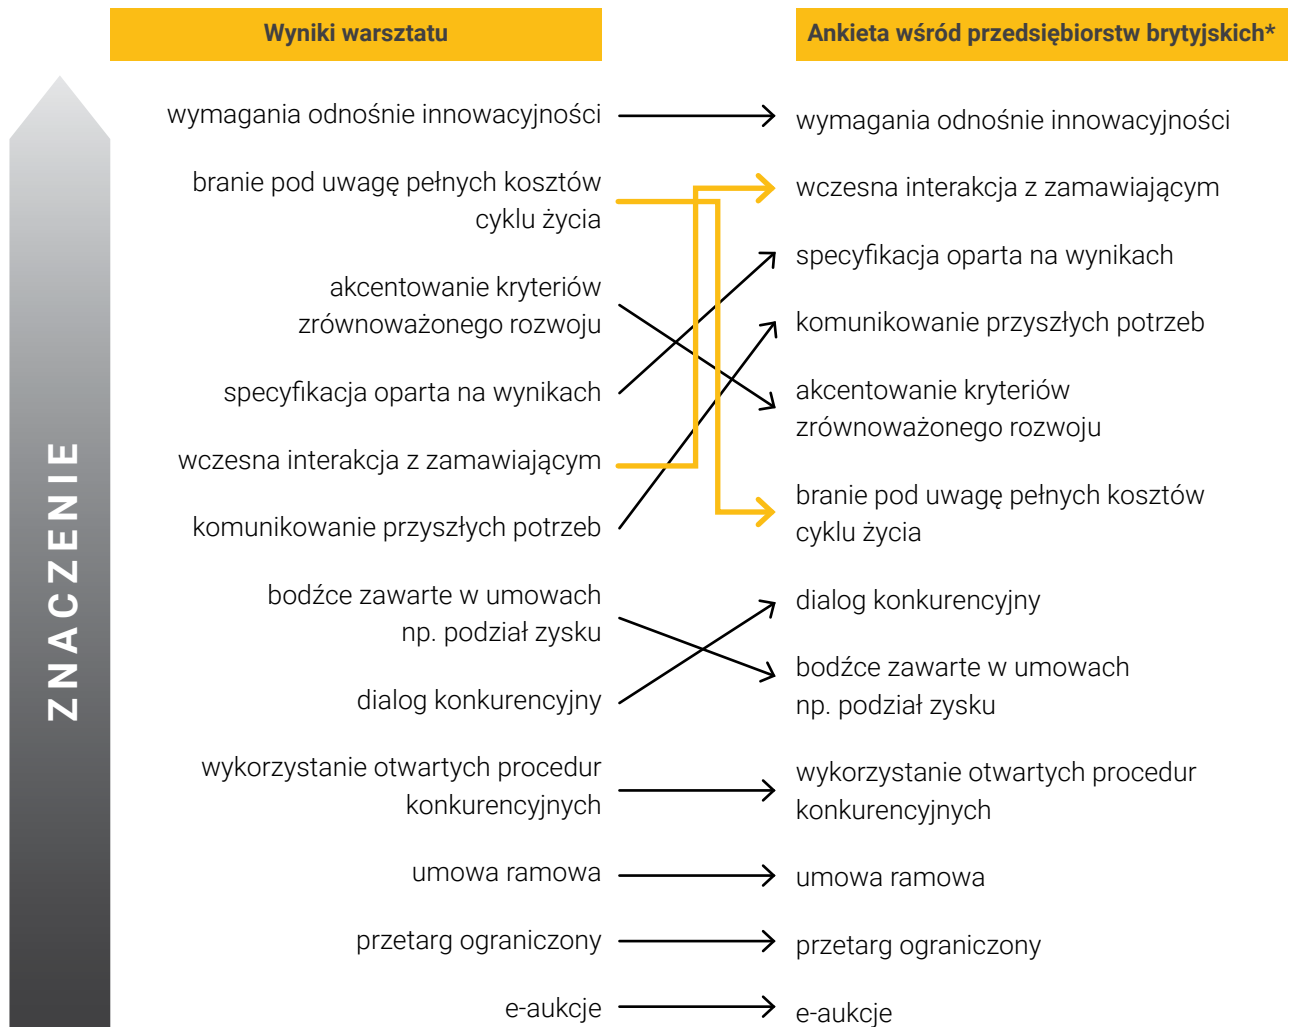 Wyniki warsztatu
Ankieta wśród przedsiębiorstw brytyjskich*
ZNACZENIE
wymagania odnośnie innowacyjności
branie pod uwagę pełnych kosztów
cyklu życia
akcentowanie kryteriów
zrównoważonego rozwoju
specyfikacja oparta na wynikach
wczesna interakcja z zamawiającym
komunikowanie przyszłych potrzeb
bodźce zawarte w umowach
np. podział zysku
dialog konkurencyjny
wykorzystanie otwartych procedur
konkurencyjnych
umowa ramowa
przetarg ograniczony
e-aukcje
wymagania odnośnie innowacyjności
wczesna interakcja z zamawiającym
specyfikacja oparta na wynikach
komunikowanie przyszłych potrzeb
akcentowanie kryteriów
zrównoważonego rozwoju
branie pod uwagę pełnych kosztów
cyklu życia
dialog konkurencyjny
bodźce zawarte w umowach
np. podział zysku
wykorzystanie otwartych procedur
konkurencyjnych
umowa ramowa
przetarg ograniczony
e-aukcje